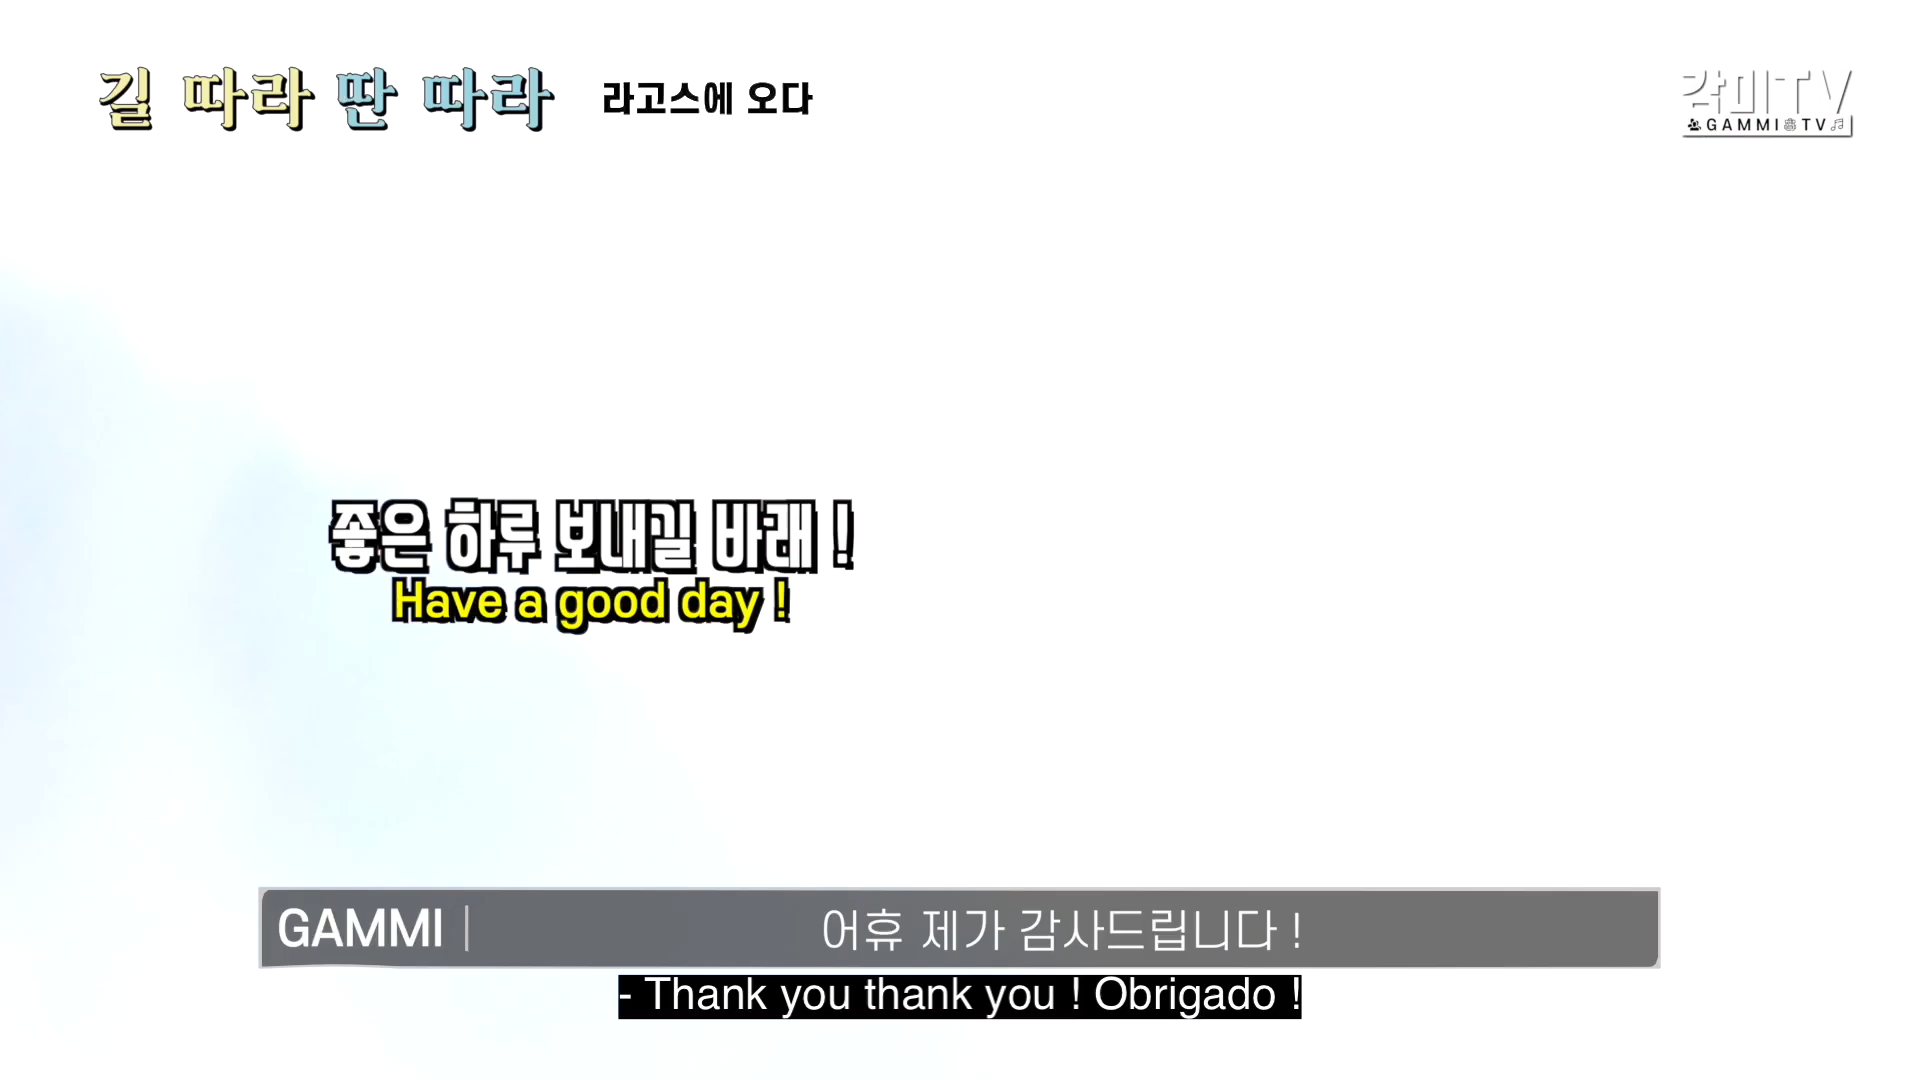 길 따라 딴 따라 라고스에 오다
감미TV
GAMMI TV
좋은 하루 보내길 바래 !
Have a good day !
GAMMI | 어휴 제가 감사드립니다 !
- Thank you thank you ! Obrigado !